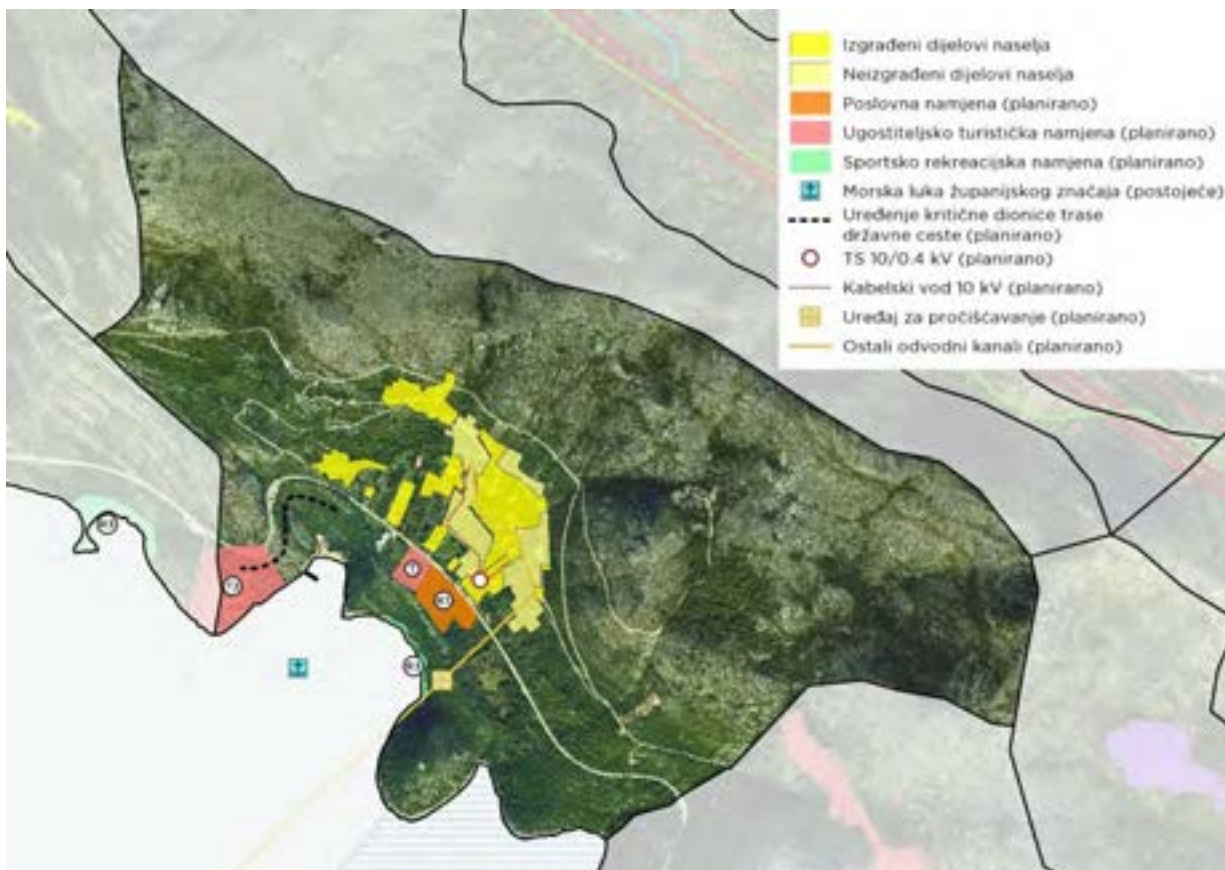 Izgrađeni dijelovi naselja
Neizgrađeni dijelovi naselja
Poslovna namjena (planirano)
Ugostiteljsko turistička namjena (planirano)
Sportsko rekreacijska namjena (planirano)
Morska luka županijskog značaja (postojeće)
Uređenje kritične dionice trase
državne ceste (planirano)
TS 10/0.4 kV (planirano)
Kabelski vod 10 kV (planirano)
Uređaj za pročišćavanje (planirano)
Ostali odvodni kanali (planirano)